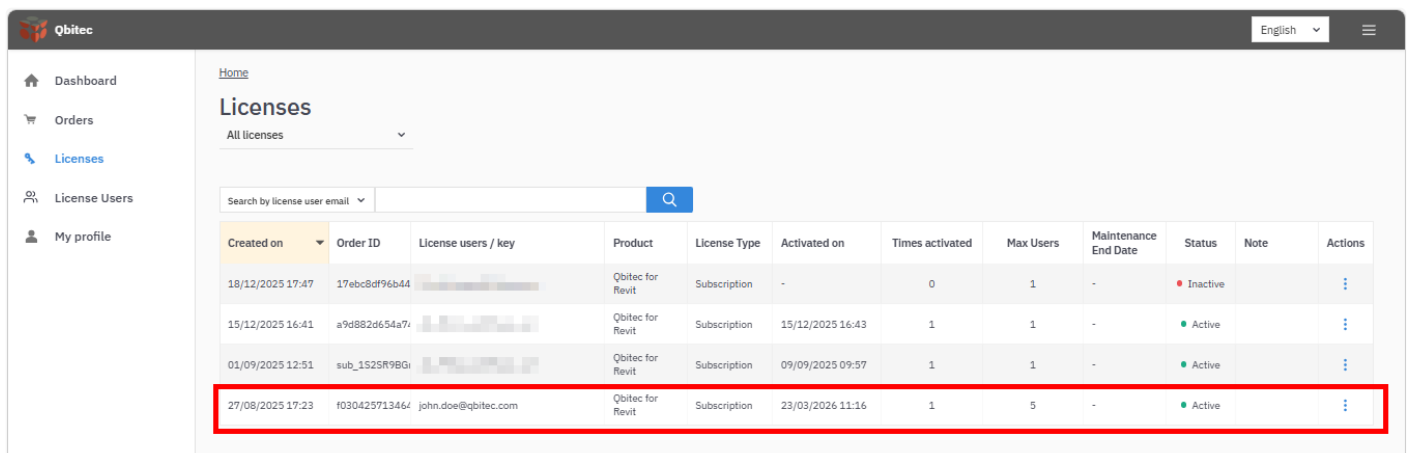 Qbitec
English
Dashboard
Orders
Licenses
License Users
My profile
Home
Licenses
All licenses
Search by license user email
Created on Order ID License users / key Product License Type Activated on Times activated Max Users Maintenance End Date Status Note Actions
18/12/2025 17:47 17ebc8df96b44 Qbitec for Revit Subscription - 0 1 - Inactive
15/12/2025 16:41 a9d882d654a74 Qbitec for Revit Subscription 15/12/2025 16:43 1 1 - Active
01/09/2025 12:51 sub_1S2SR9BG Qbitec for Revit Subscription 09/09/2025 09:57 1 1 - Active
27/08/2025 17:23 f030425713464 john.doe@qbitec.com Qbitec for Revit Subscription 23/03/2026 11:16 1 5 - Active